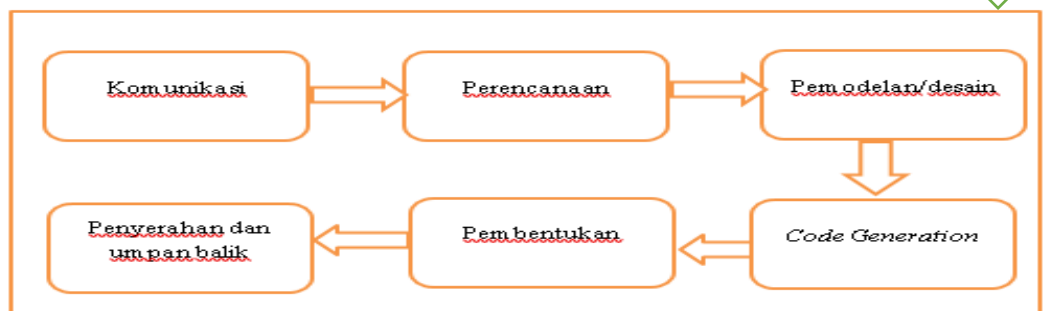 Komunikasi
Perencanaan
Pemodelan/desain
Code Generation
Pembentukan
Penyerahan dan
umpan balik